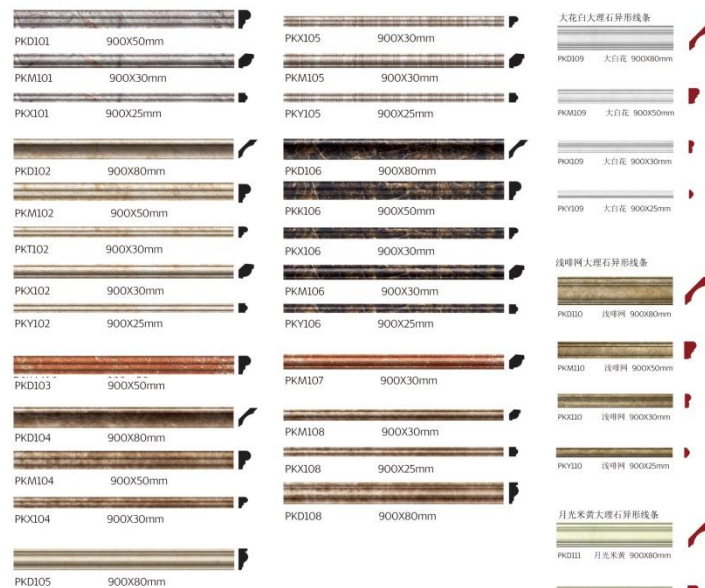 PKD101 900X50mm
PKM101 900X30mm
PKX101 900X25mm
PKD102 900X80mm
PKM102 900X50mm
PKT102 900X30mm
PKX102 900X30mm
PKY102 900X25mm
PKD103 900X50mm
PKD104 900X80mm
PKM104 900X50mm
PKX104 900X30mm
PKD105 900X80mm
PKX105 900X30mm
PKM105 900X30mm
PKY105 900X25mm
PKD106 900X80mm
PKK106 900X50mm
PKX106 900X30mm
PKM106 900X30mm
PKY106 900X25mm
PKM107 900X30mm
PKM108 900X30mm
PKX108 900X25mm
PKD108 900X80mm
大花白大理石异形线条
PKD109 大白花 900X80mm
PKM109 大白花 900X50mm
PKX109 大白花 900X30mm
PKY109 大白花 900X25mm
浅啡网大理石异形线条
PKD110 浅啡网 900X80mm
PKM110 浅啡网 900X50mm
PKX110 浅啡网 900X30mm
PKY110 浅啡网 900X25mm
月光米黄大理石异形线条
PKD111 月光米黄 900X80mm